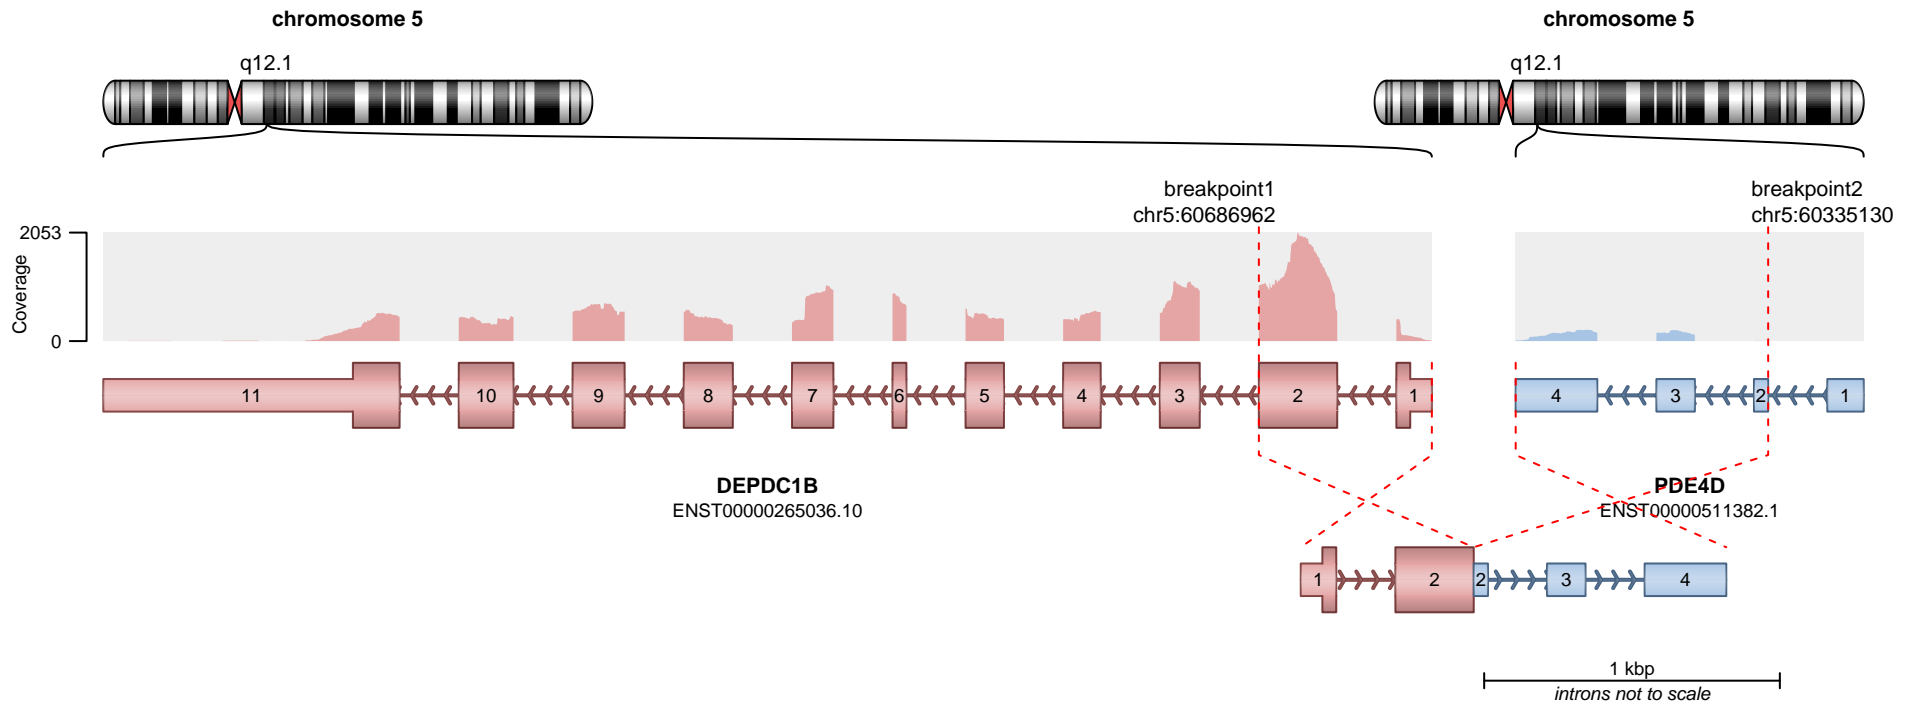 chromosome 5
chromosome 5
q12.1
q12.1
breakpoint1
chr5:60686962
breakpoint2
chr5:60335130
2053
Coverage
0
11 10 9 8 7 6 5 4 3 2 1
4 3 2 1
DEPDC1B
ENST00000265036.10
PDE4D
ENST00000511382.1
1 2 2 3 4
1 kbp
introns not to scale